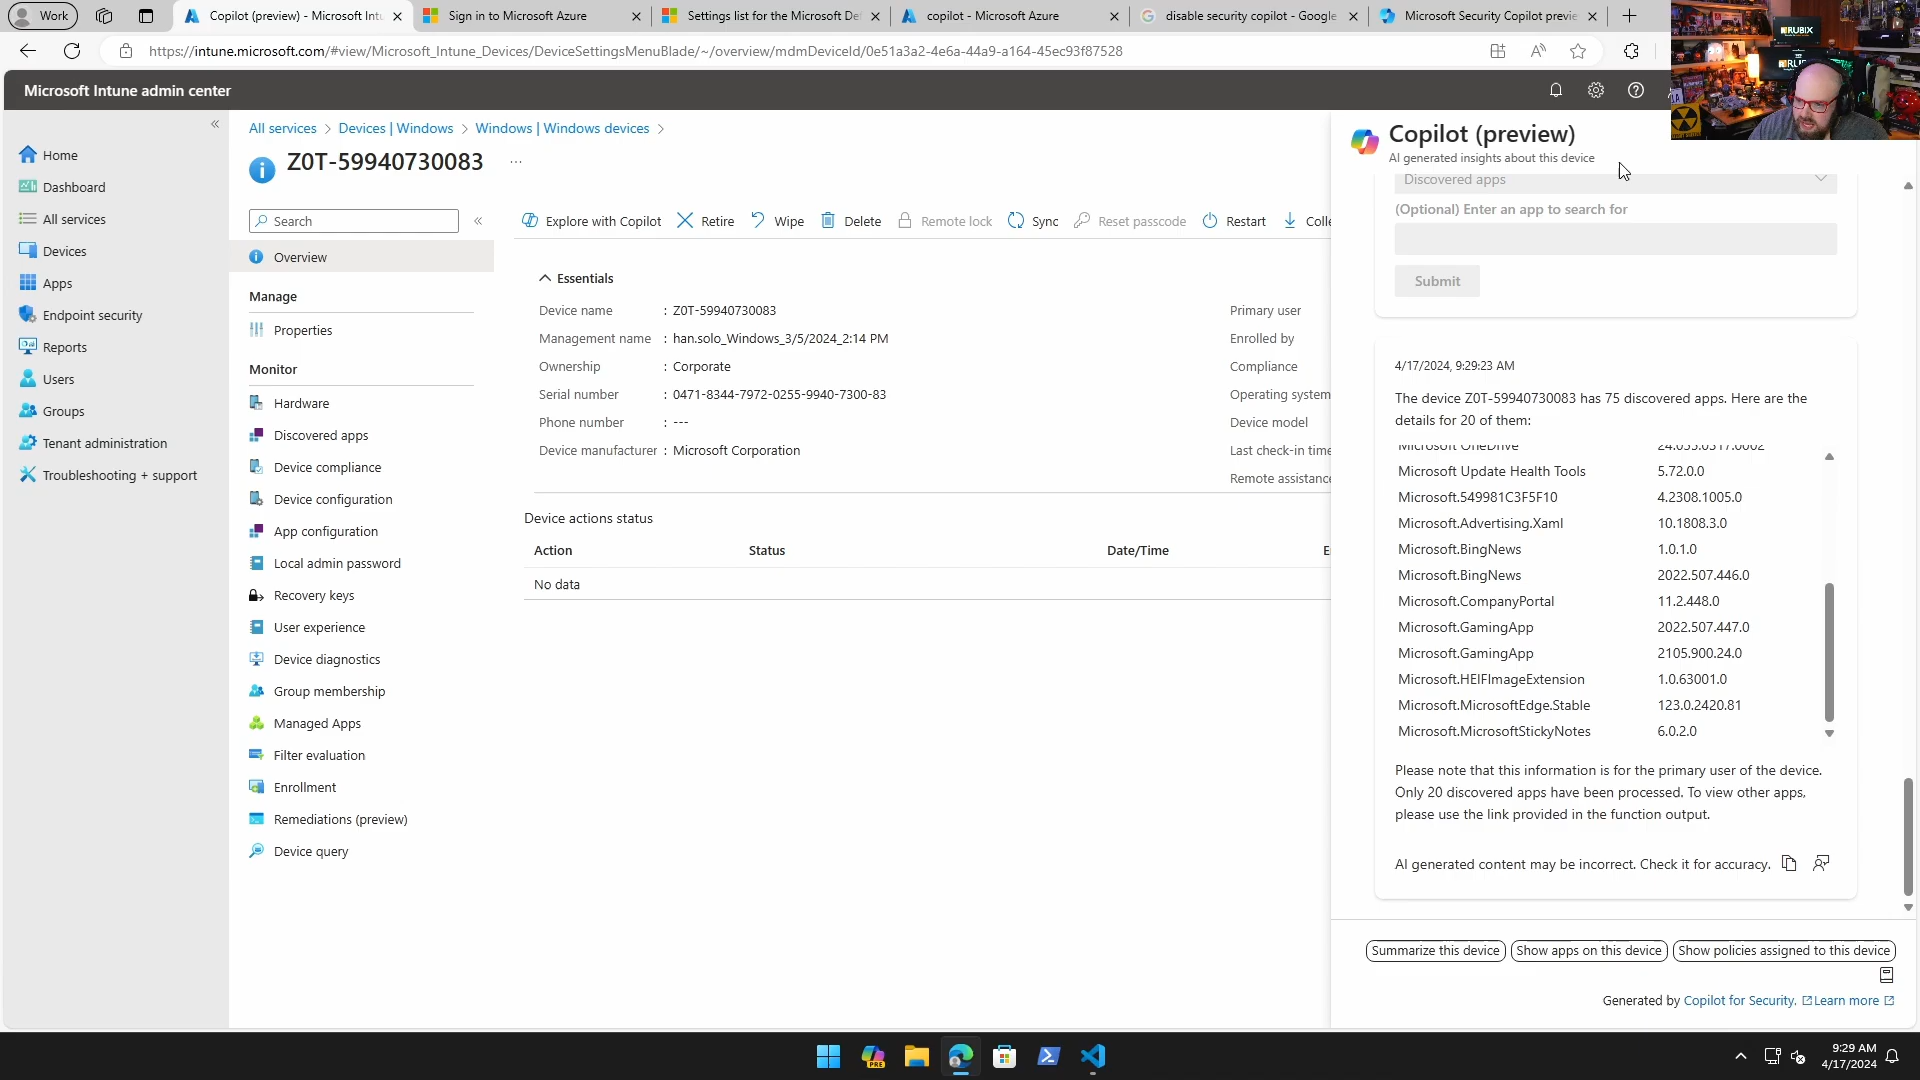 Work
Copilot (preview) - Microsoft Int
Sign in to Microsoft Azure
Settings list for the Microsoft De
copilot - Microsoft Azure
disable security copilot - Google
Microsoft Security Copilot previe
https://intune.microsoft.com/#view/Microsoft_Intune_Devices/DeviceSettingsMenuBlade/~/overview/mdmDeviceId/0e51a3a2-4e6a-44a9-a164-45ec93f87528
Microsoft Intune admin center
Home
Dashboard
All services
Devices
Apps
Endpoint security
Reports
Users
Groups
Tenant administration
Troubleshooting + support
All services > Devices | Windows > Windows | Windows devices >
Z0T-59940730083 ...
Search
Overview
Manage
Properties
Monitor
Hardware
Discovered apps
Device compliance
Device configuration
App configuration
Local admin password
Recovery keys
User experience
Device diagnostics
Group membership
Managed Apps
Filter evaluation
Enrollment
Remediations (preview)
Device query
Explore with Copilot Retire Wipe Delete Remote lock Sync Reset passcode Restart Colle
Essentials
Device name : Z0T-59940730083
Management name : han.solo_Windows_3/5/2024_2:14 PM
Ownership : Corporate
Serial number : 0471-8344-7972-0255-9940-7300-83
Phone number : ---
Device manufacturer : Microsoft Corporation
Primary user
Enrolled by
Compliance
Operating system
Device model
Last check-in time
Remote assistance
Device actions status
Action Status Date/Time E
No data
Copilot (preview)
AI generated insights about this device
Discovered apps
(Optional) Enter an app to search for
Submit
4/17/2024, 9:29:23 AM
The device Z0T-59940730083 has 75 discovered apps. Here are the
details for 20 of them:
Microsoft OneDrive 24.055.0317.0002
Microsoft Update Health Tools 5.72.0.0
Microsoft.549981C3F5F10 4.2308.1005.0
Microsoft.Advertising.Xaml 10.1808.3.0
Microsoft.BingNews 1.0.1.0
Microsoft.BingNews 2022.507.446.0
Microsoft.CompanyPortal 11.2.448.0
Microsoft.GamingApp 2022.507.447.0
Microsoft.GamingApp 2105.900.24.0
Microsoft.HEIFImageExtension 1.0.63001.0
Microsoft.MicrosoftEdge.Stable 123.0.2420.81
Microsoft.MicrosoftStickyNotes 6.0.2.0
Please note that this information is for the primary user of the device.
Only 20 discovered apps have been processed. To view other apps,
please use the link provided in the function output.
AI generated content may be incorrect. Check it for accuracy.
Summarize this device
Show apps on this device
Show policies assigned to this device
Generated by Copilot for Security. Learn more
RUBIX
PRE
9:29 AM
4/17/2024